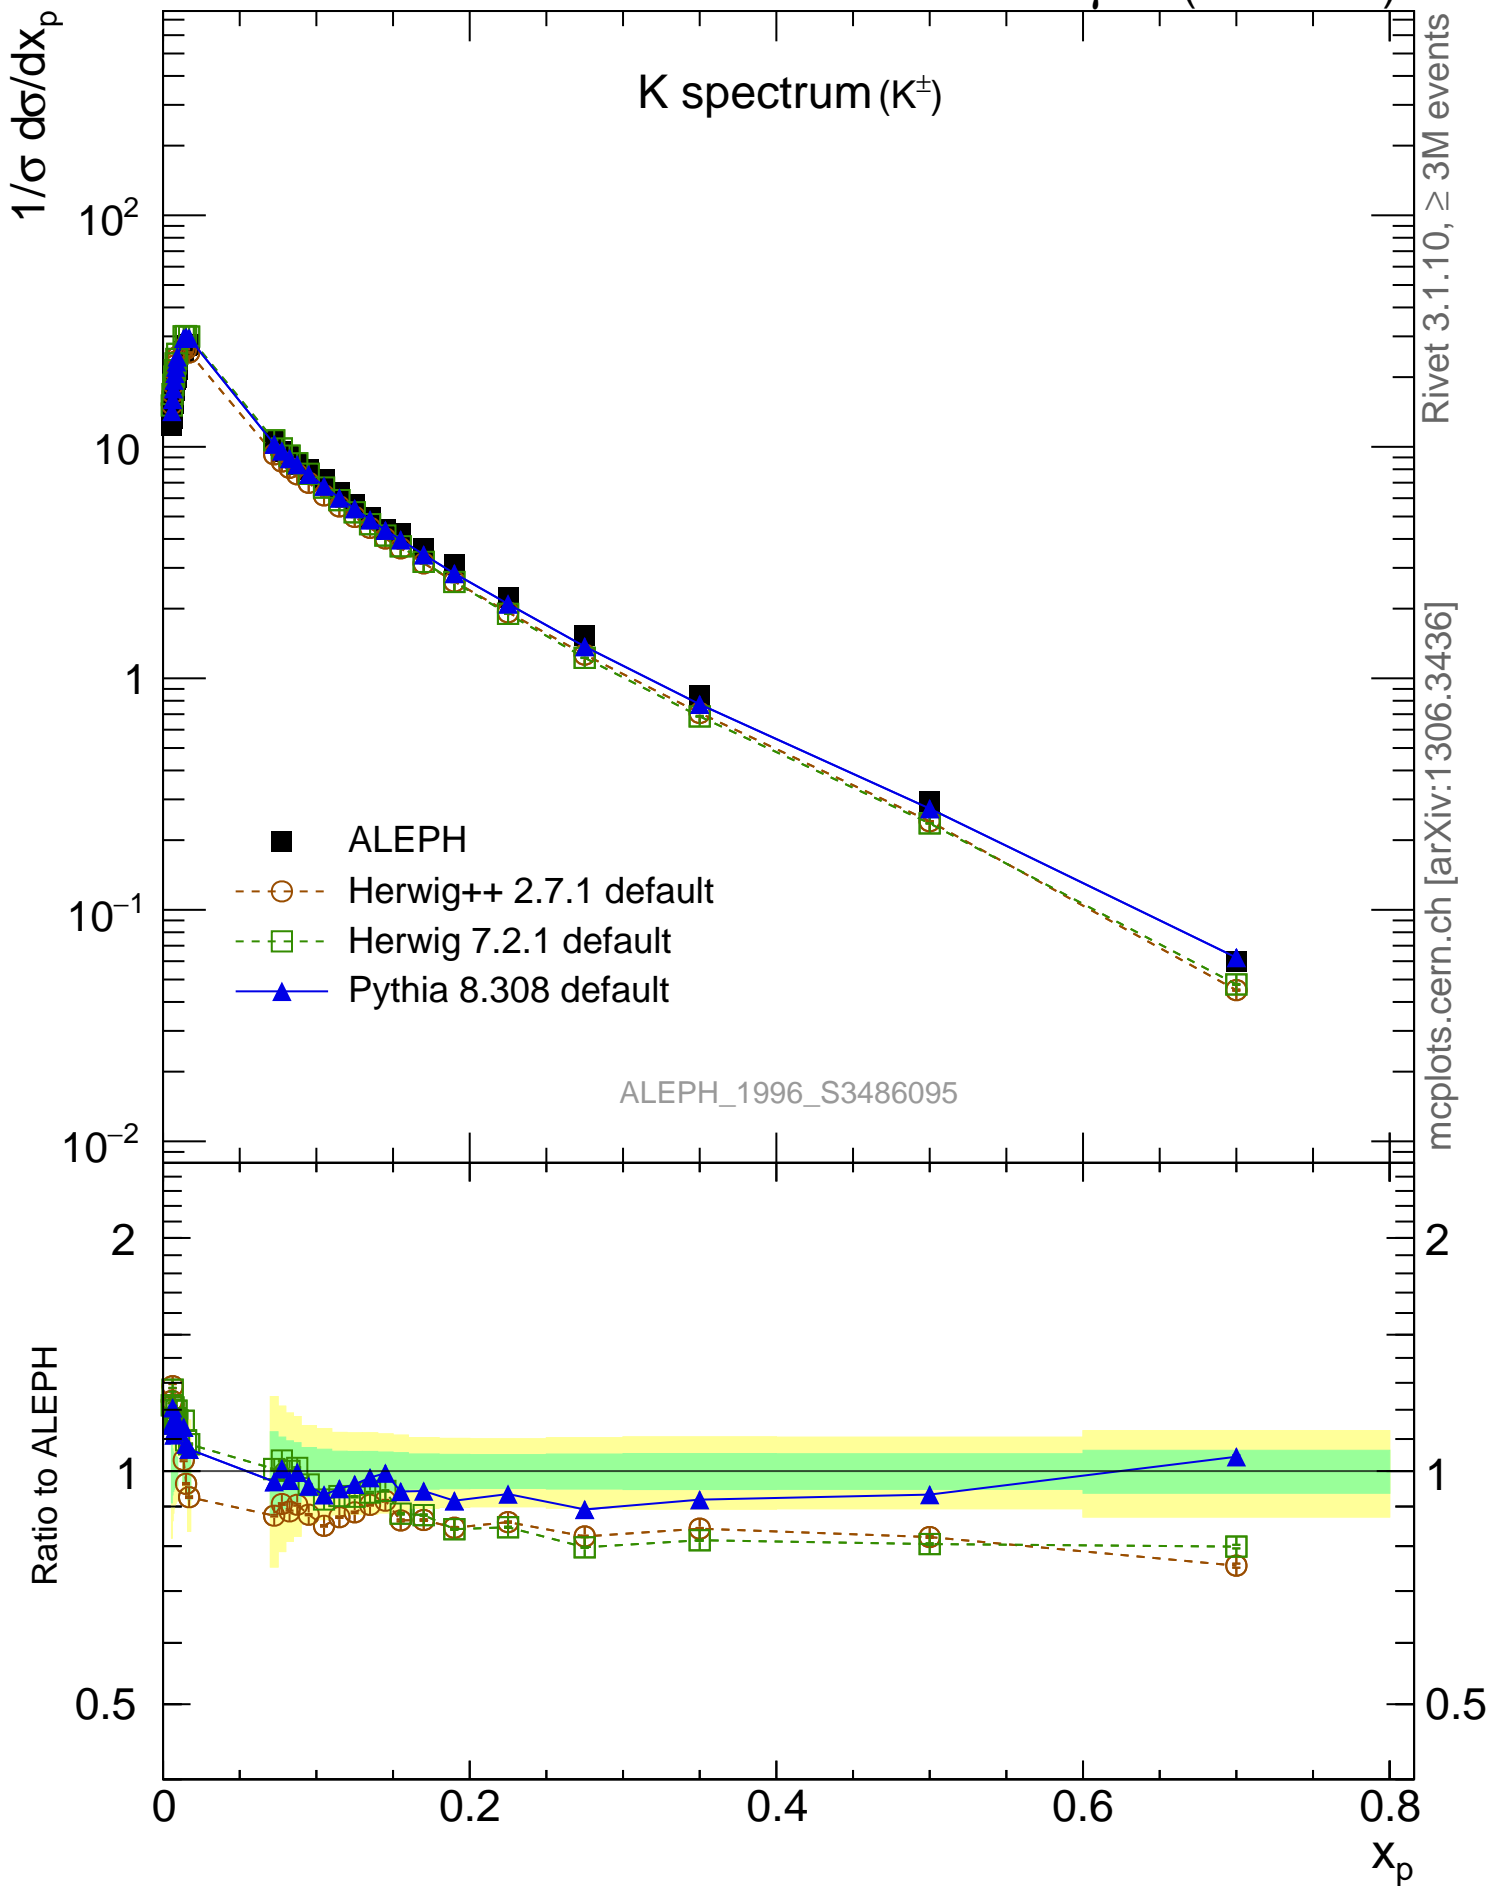 1/σ dσ/dxₚ
K spectrum (K±)
10²
10
1
10⁻¹
10⁻²
ALEPH
Herwig++ 2.7.1 default
Herwig 7.2.1 default
Pythia 8.308 default
ALEPH_1996_S3486095
Rivet 3.1.10, ≥ 3M events
mcplots.cern.ch [arXiv:1306.3436]
Ratio to ALEPH
2
1
0.5
2
1
0.5
0 0.2 0.4 0.6 0.8
xₚ